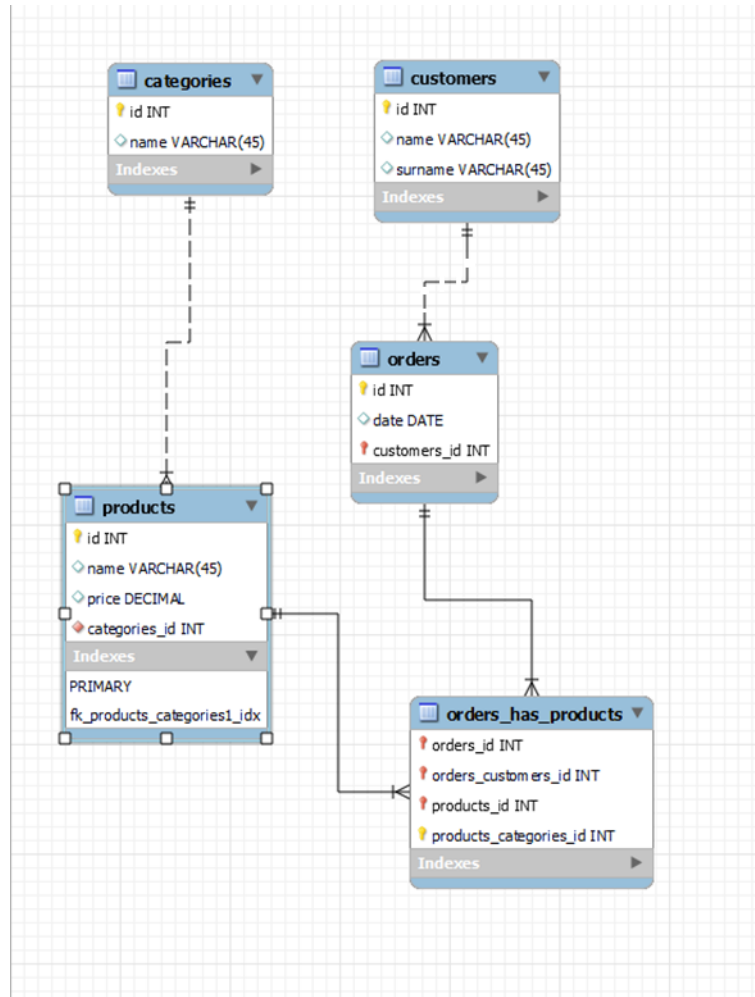 categories
id INT
name VARCHAR(45)
Indexes
customers
id INT
name VARCHAR(45)
surname VARCHAR(45)
Indexes
orders
id INT
date DATE
customers_id INT
Indexes
products
id INT
name VARCHAR(45)
price DECIMAL
categories_id INT
Indexes
PRIMARY
fk_products_categories1_idx
orders_has_products
orders_id INT
orders_customers_id INT
products_id INT
products_categories_id INT
Indexes